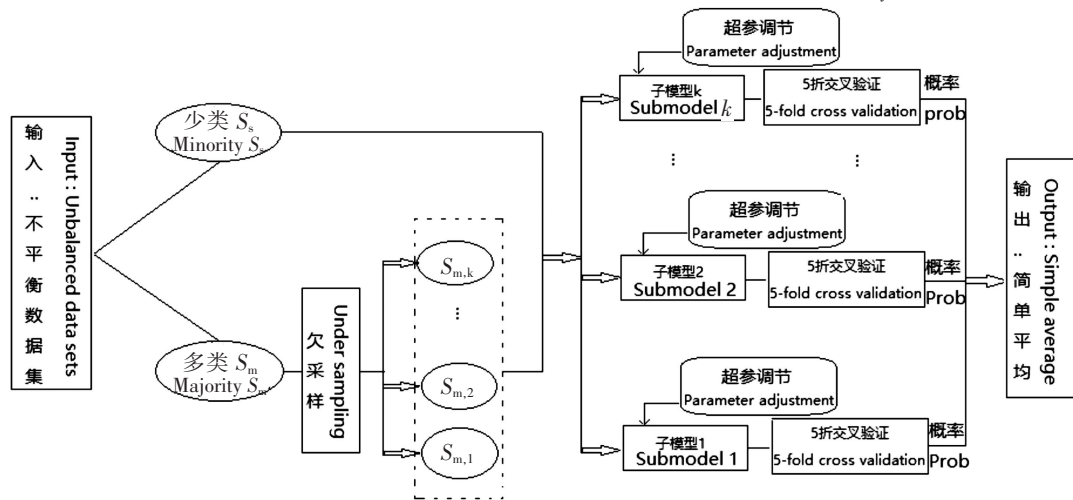 输入：不平衡数据集
Input : Unbalanced data sets
少类 Ss
Minority Ss
多类 Sm
Majority Sm
欠采样
Under sampling
Sm,k
⋮
Sm,2
Sm,1
超参调节
Parameter adjustment
子模型k
Submodel k
5折交叉验证
5-fold cross validation
概率
prob
...
...
超参调节
Parameter adjustment
子模型2
Submodel 2
5折交叉验证
5-fold cross validation
概率
Prob
超参调节
Parameter adjustment
子模型1
Submodel 1
5折交叉验证
5-fold cross validation
概率
Prob
输出：简单平均
Output : Simple average